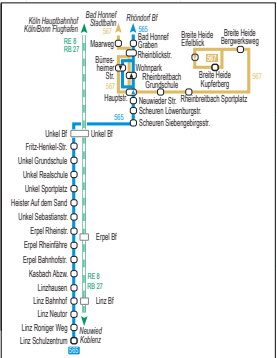 Köln Hauptbahnhof
Köln/Bonn Flughafen
Bad Honnef
Stadtbahn
Rhöndorf Bf
RE 8
RB 27
567
565
Maarweg
Bad Honnef
Graben
Rheinblickstr.
Breite Heide
Eifelblick
Breite Heide
Bergwerksweg
Bürres-
heimer
Str.
Wohnpark
Rheinbreitbach
Grundschule
Breite Heide
Kupferberg
567
567
Hauptstr.
Neuwieder Str.
Rheinbreitbach Sportplatz
Scheuren Löwenburgstr.
565
Scheuren Siebengebirgsstr.
Unkel Bf
Unkel Bf
Fritz-Henkel-Str.
Unkel Grundschule
Unkel Realschule
Unkel Sportplatz
Heister Auf dem Sand
Unkel Sebastianstr.
Erpel Rheinstr.
Erpel Bf
Erpel Rheinfähre
Erpel Bahnhofstr.
Kasbach Abzw.
RE 8
Linzhausen
RB 27
Linz Bahnhof
Linz Bf
Linz Neutor
Linz Roniger Weg
Neuwied
Linz Schulzentrum
Koblenz
565